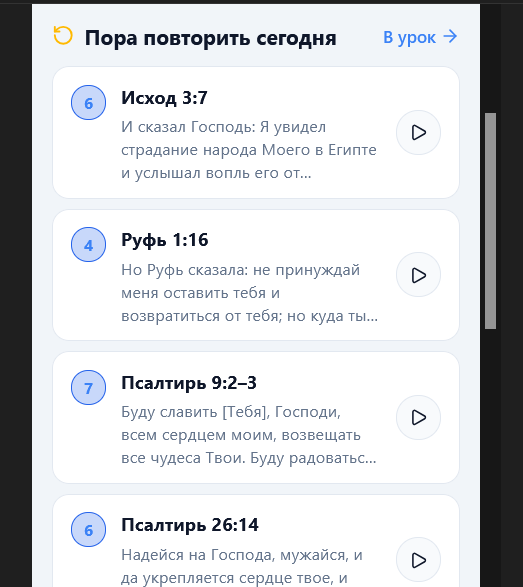 Пора повторить сегодня
В урок
6
Исход 3:7
И сказал Господь: Я увидел
страдание народа Моего в Египте
и услышал вопль его от...
4
Руфь 1:16
Но Руфь сказала: не принуждай
меня оставить тебя и
возвратиться от тебя; но куда ты...
7
Псалтирь 9:2–3
Буду славить [Тебя], Господи,
всем сердцем моим, возвещать
все чудеса Твои. Буду радоватьс...
6
Псалтирь 26:14
Надейся на Господа, мужайся, и
да укрепляется сердце твое, и